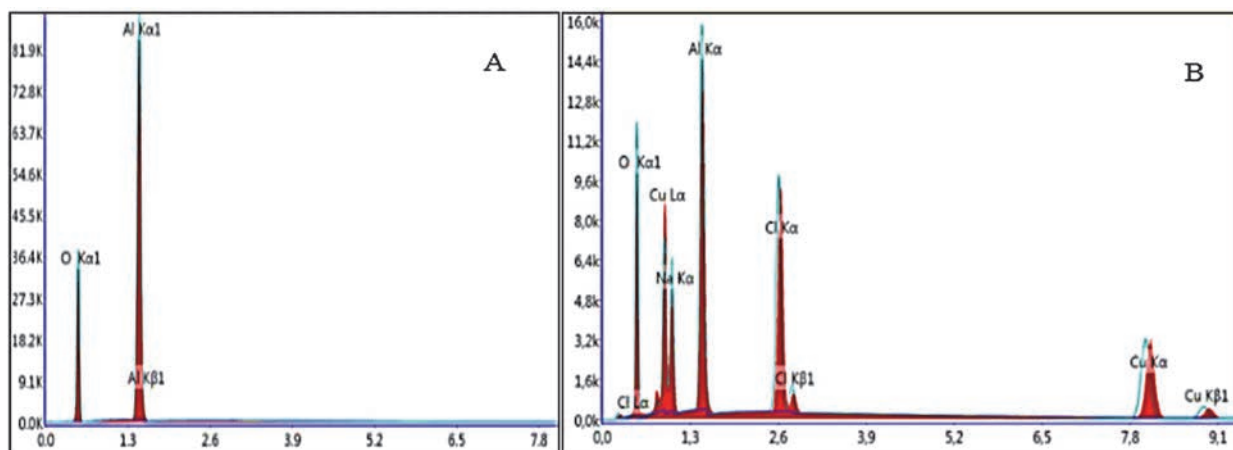 A
81.9K
72.8K
63.7K
54.6K
45.5K
36.4K
27.3K
18.2K
9.1K
0.0K
Al Kα1
O Kα1
Al Kβ1
0.0 1.3 2.6 3.9 5.2 6.5 7.8
B
16,0k
14,4k
12,8k
11,2k
9,6k
8,0k
6,4k
4,8k
3,2k
1,6k
0,0k
Al Kα
O Kα1
Cu Lα
Cl Kα
Na Kα
Cl Kβ1
Cl Lα
Cu Kα
Cu Kβ1
0,0 1,3 2,6 3,9 5,2 6,5 7,8 9,1